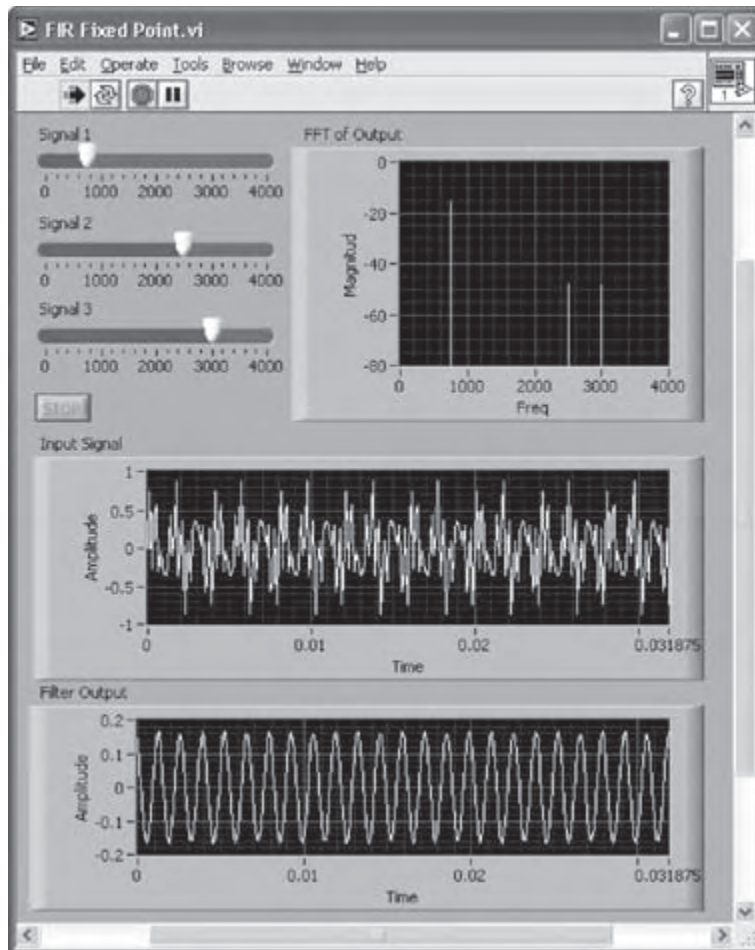 FIR Fixed Point.vi
File Edit Operate Tools Browse Window Help
1
Signal 1
0 1000 2000 3000 4000
Signal 2
0 1000 2000 3000 4000
Signal 3
0 1000 2000 3000 4000
Stop
FFT of Output
Magnitud
0
-20
-40
-60
-80
0 1000 2000 3000 4000
Freq
Input Signal
Amplitude
1
0.5
0
-0.5
-1
0 0.01 0.02 0.031875
Time
Filter Output
Amplitude
0.2
0.1
0
-0.1
-0.2
0 0.01 0.02 0.031875
Time